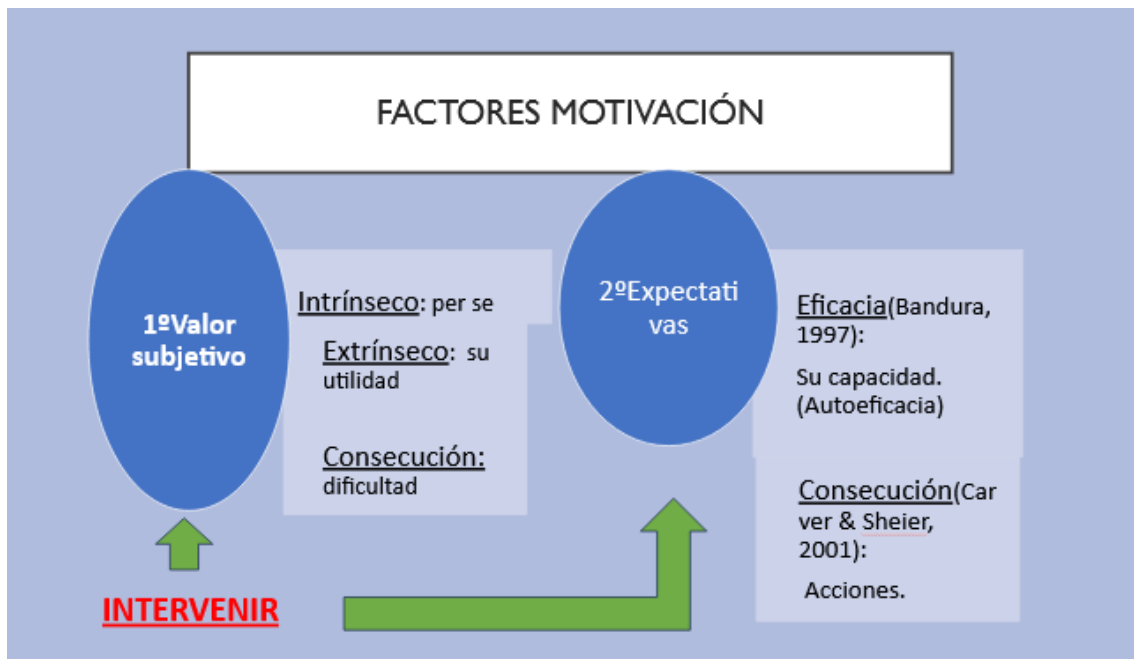 FACTORES MOTIVACIÓN
1ºValor
subjetivo
Intrínseco: per se
Extrínseco: su
utilidad
Consecución:
dificultad
2ºExpectati
vas
Eficacia(Bandura,
1997):
Su capacidad.
(Autoeficacia)
Consecución(Car
ver & Sheier,
2001):
Acciones.
INTERVENIR